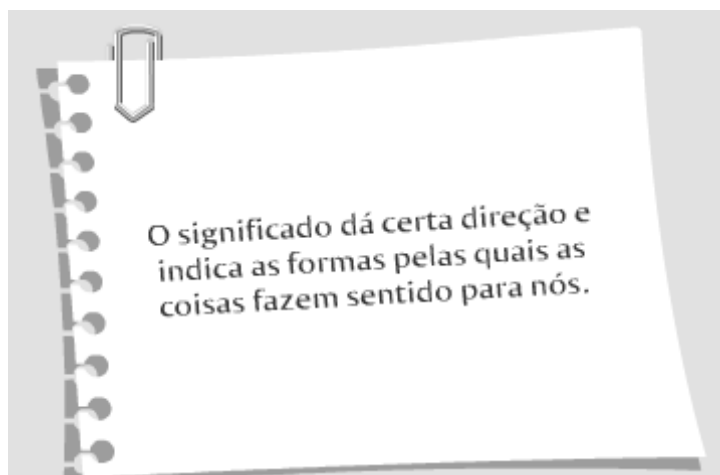 O significado dá certa direção e
indica as formas pelas quais as
coisas fazem sentido para nós.